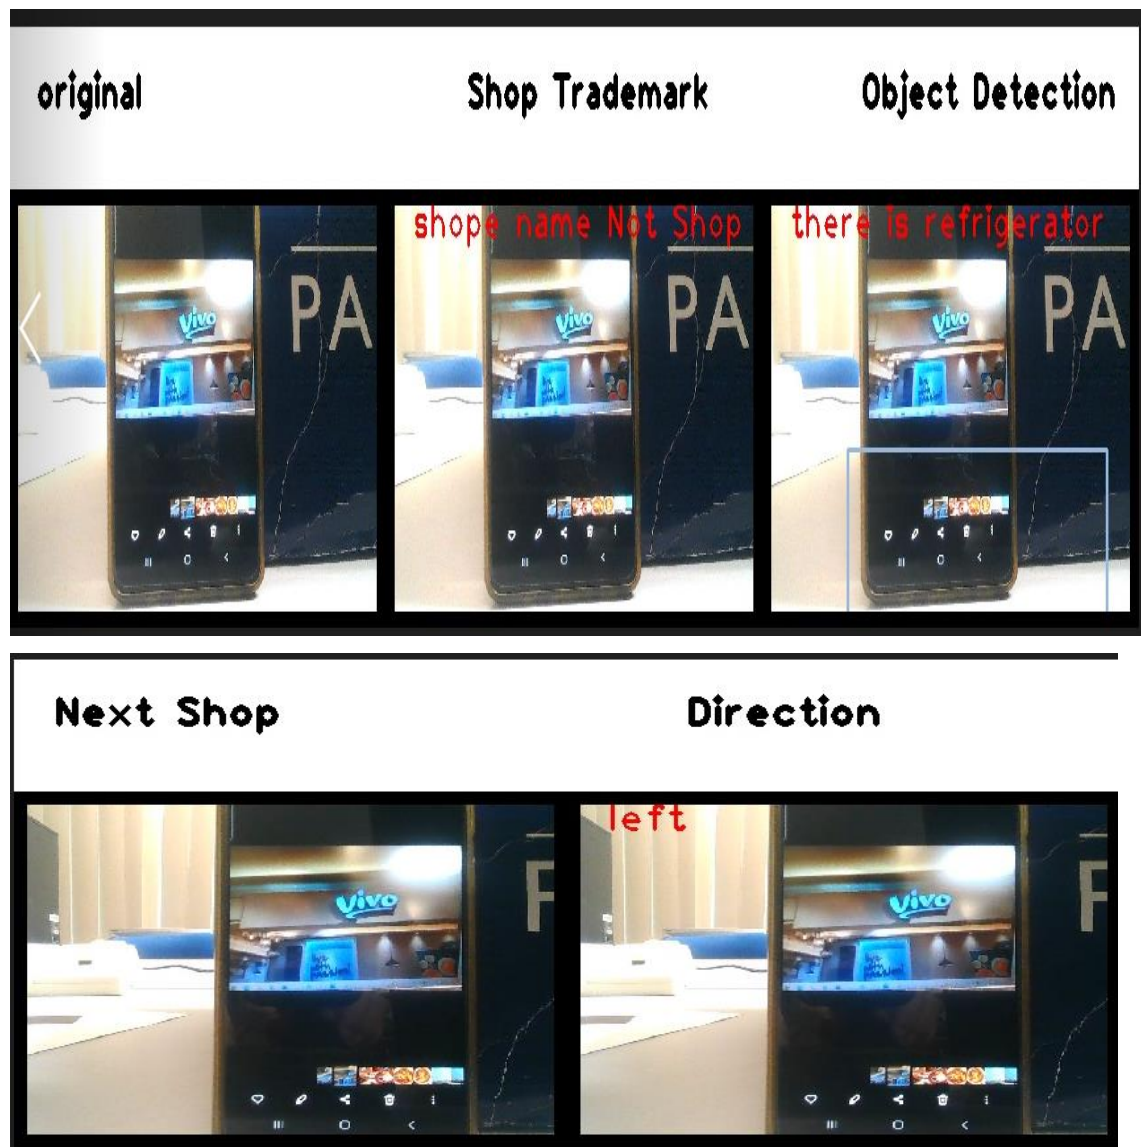 original
Shop Trademark
Object Detection
shope name Not Shop
there is refrigerator
Vivo
PA
Vivo
PA
Vivo
PA
Next Shop
Direction
left
Vivo
F
Vivo
F